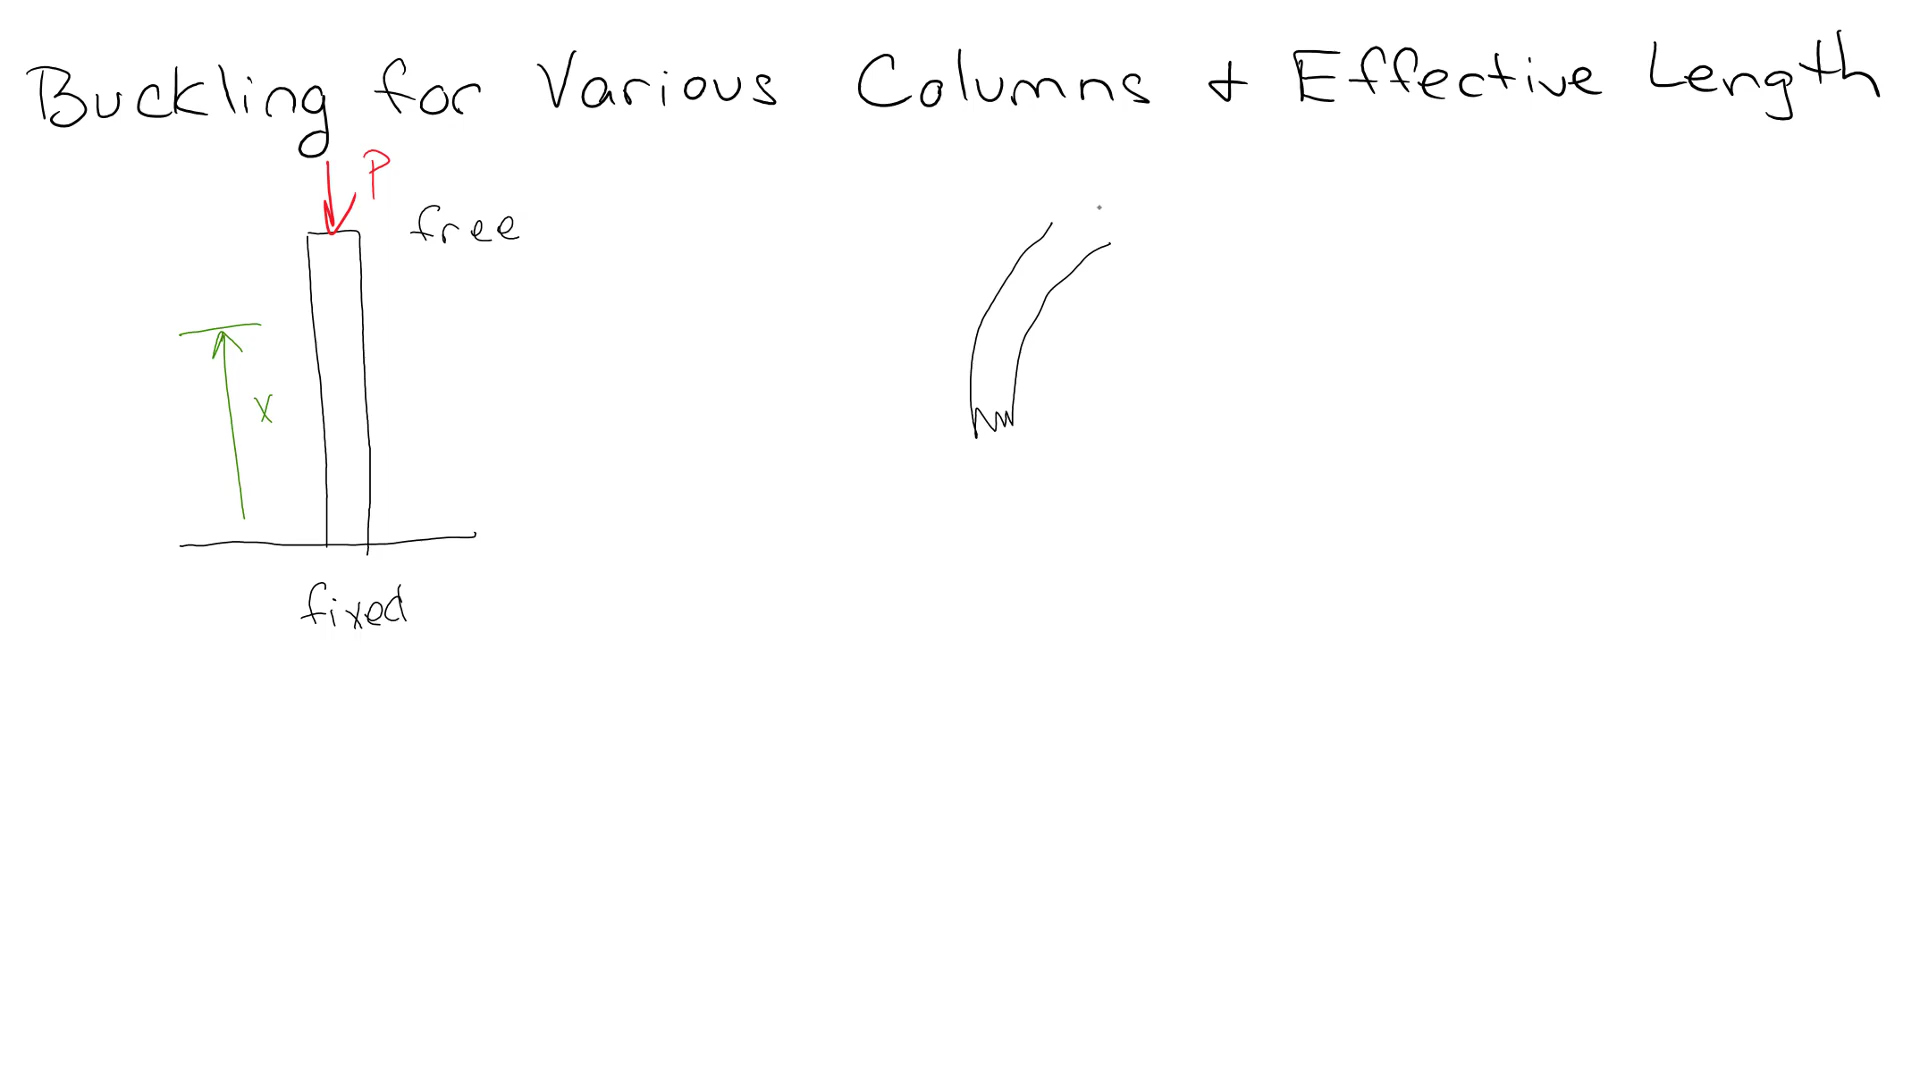 Buckling for Various Columns + Effective Length
P
free
x
fixed